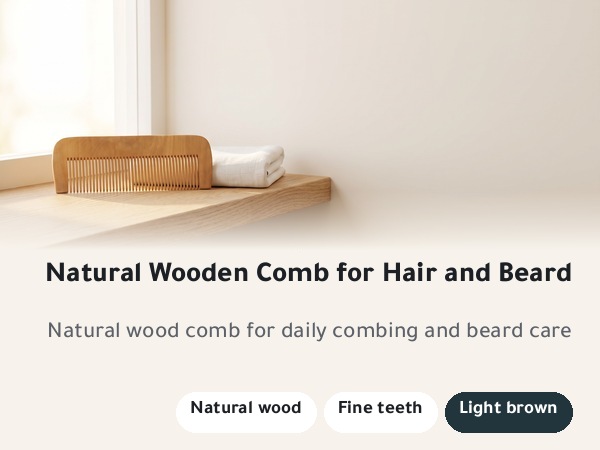 Natural Wooden Comb for Hair and Beard
Natural wood comb for daily combing and beard care
Natural wood Fine teeth Light brown